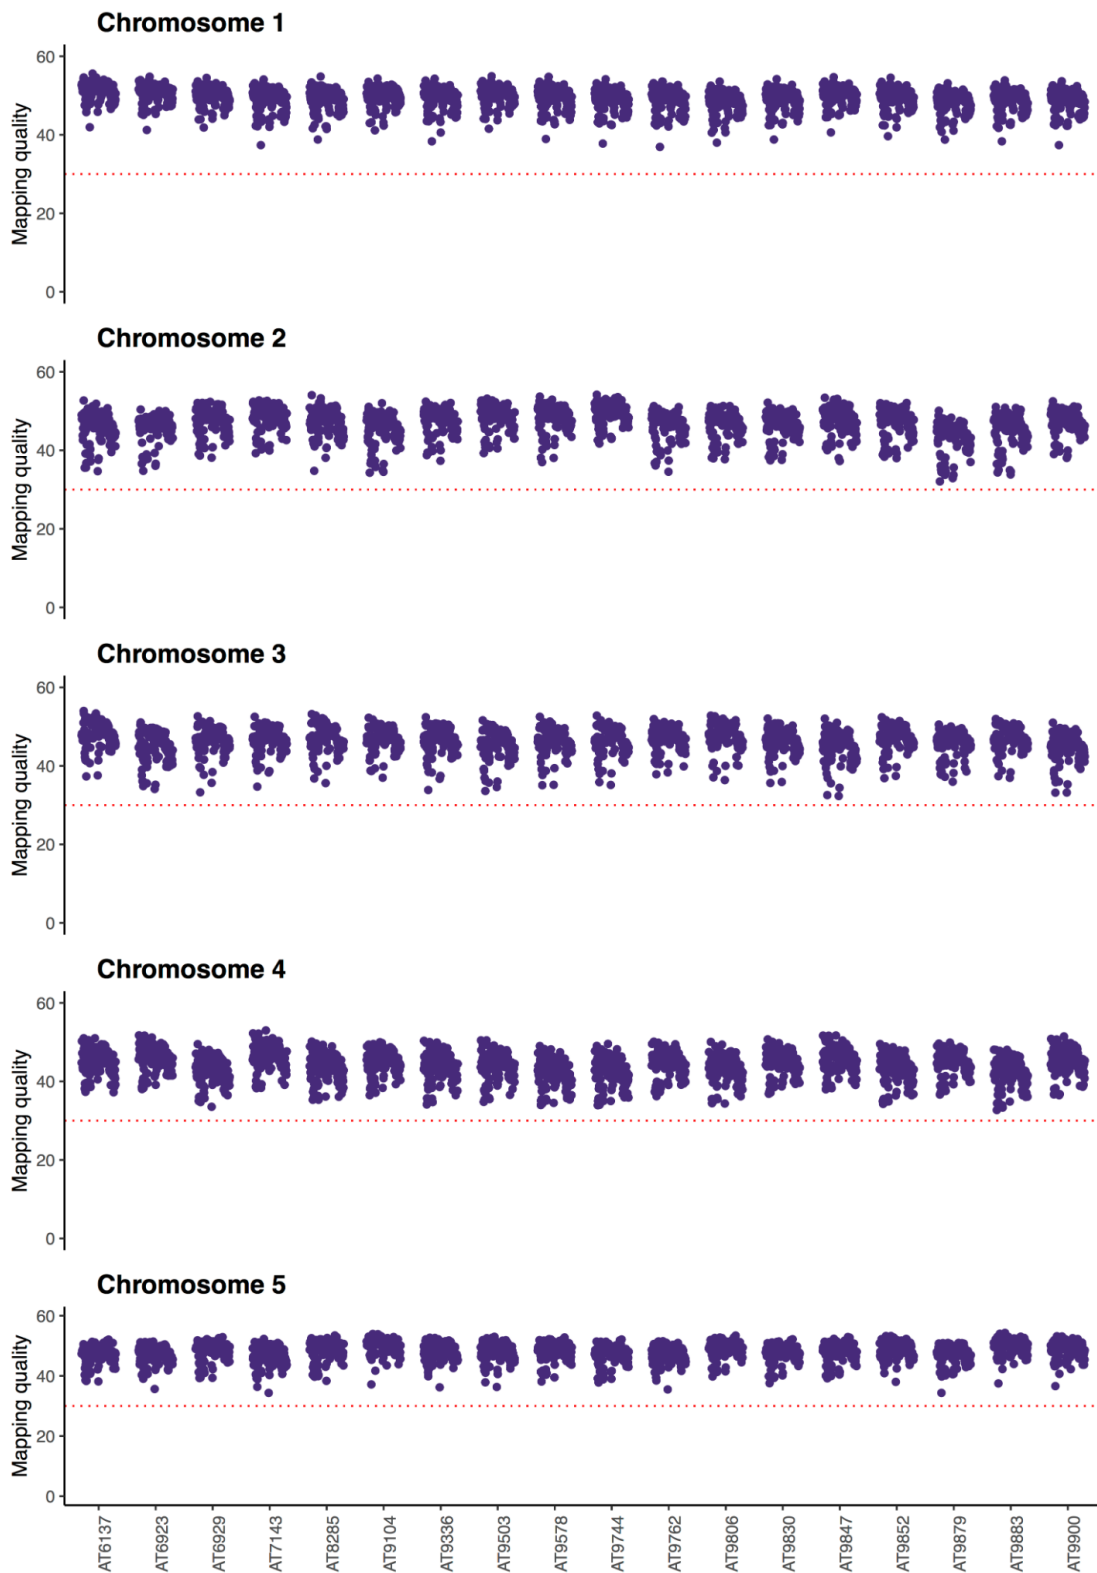 Chromosome 1
Mapping quality
60
40
20
0
Chromosome 2
Mapping quality
60
40
20
0
Chromosome 3
Mapping quality
60
40
20
0
Chromosome 4
Mapping quality
60
40
20
0
Chromosome 5
Mapping quality
60
40
20
0
AT6137
AT6923
AT6929
AT7143
AT8285
AT9104
AT9336
AT9503
AT9578
AT9744
AT9762
AT9806
AT9830
AT9847
AT9852
AT9879
AT9883
AT9900